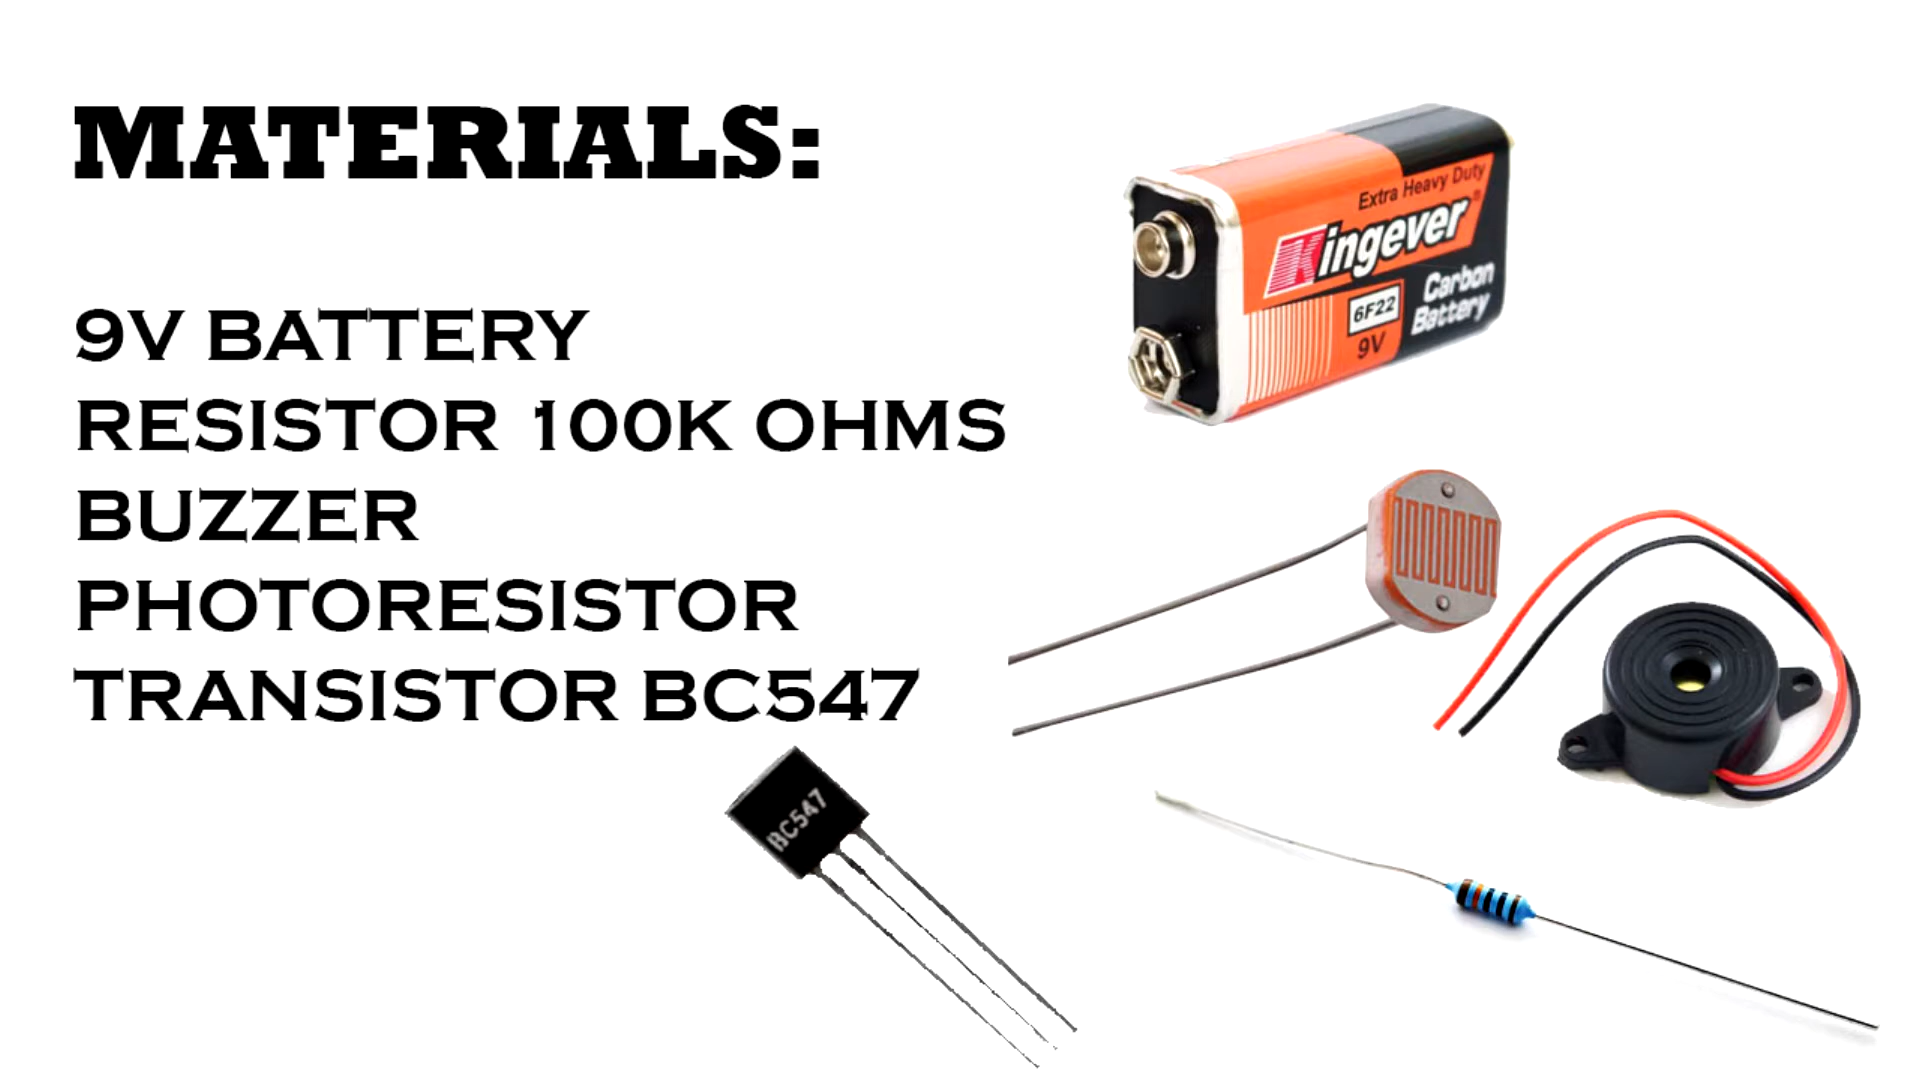 MATERIALS:
9V BATTERY
RESISTOR 100K OHMS
BUZZER
PHOTORESISTOR
TRANSISTOR BC547
Extra Heavy Duty
Kingever®
Carbon
Battery
6F22
9V
BC547